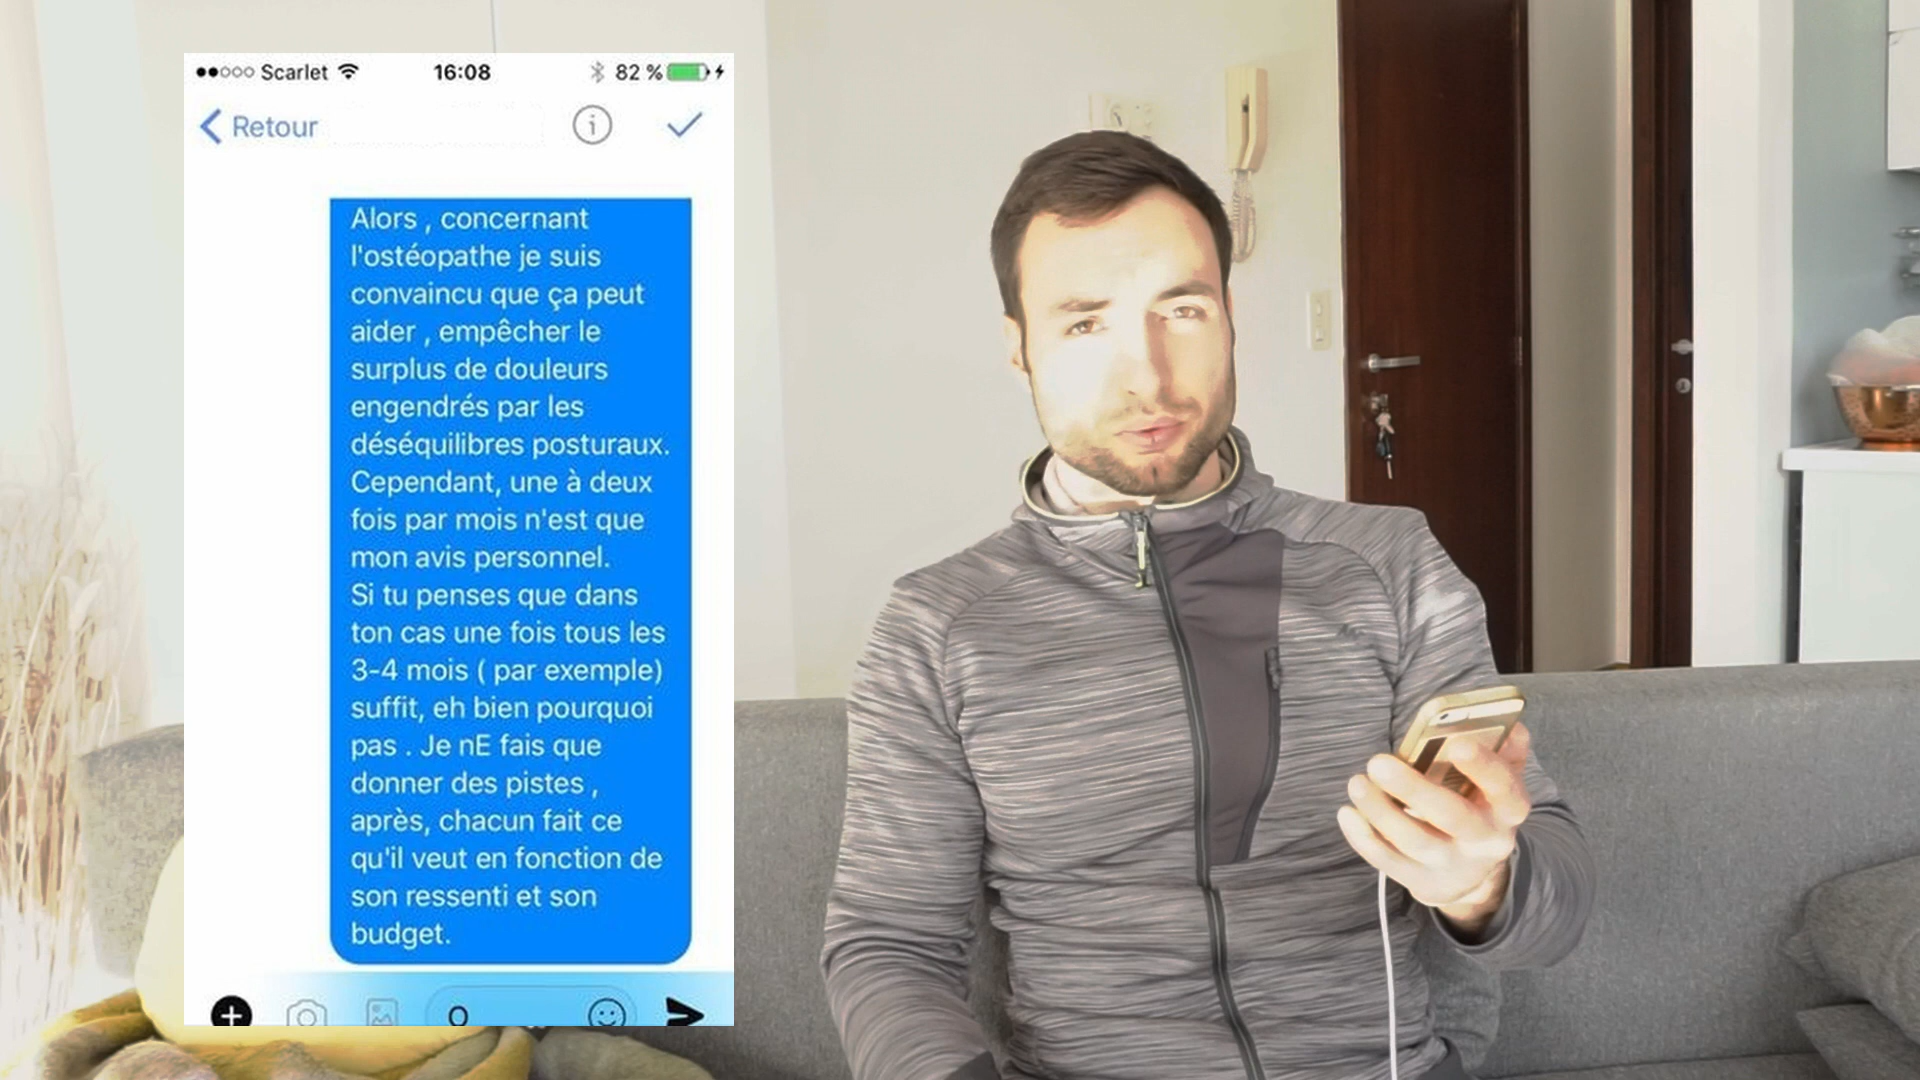 Scarlet 16:08 82 %
Retour
Alors , concernant
l'ostéopathe je suis
convaincu que ça peut
aider , empêcher le
surplus de douleurs
engendrés par les
déséquilibres posturaux.
Cependant, une à deux
fois par mois n'est que
mon avis personnel.
Si tu penses que dans
ton cas une fois tous les
3-4 mois ( par exemple)
suffit, eh bien pourquoi
pas . Je nE fais que
donner des pistes ,
après, chacun fait ce
qu'il veut en fonction de
son ressenti et son
budget.